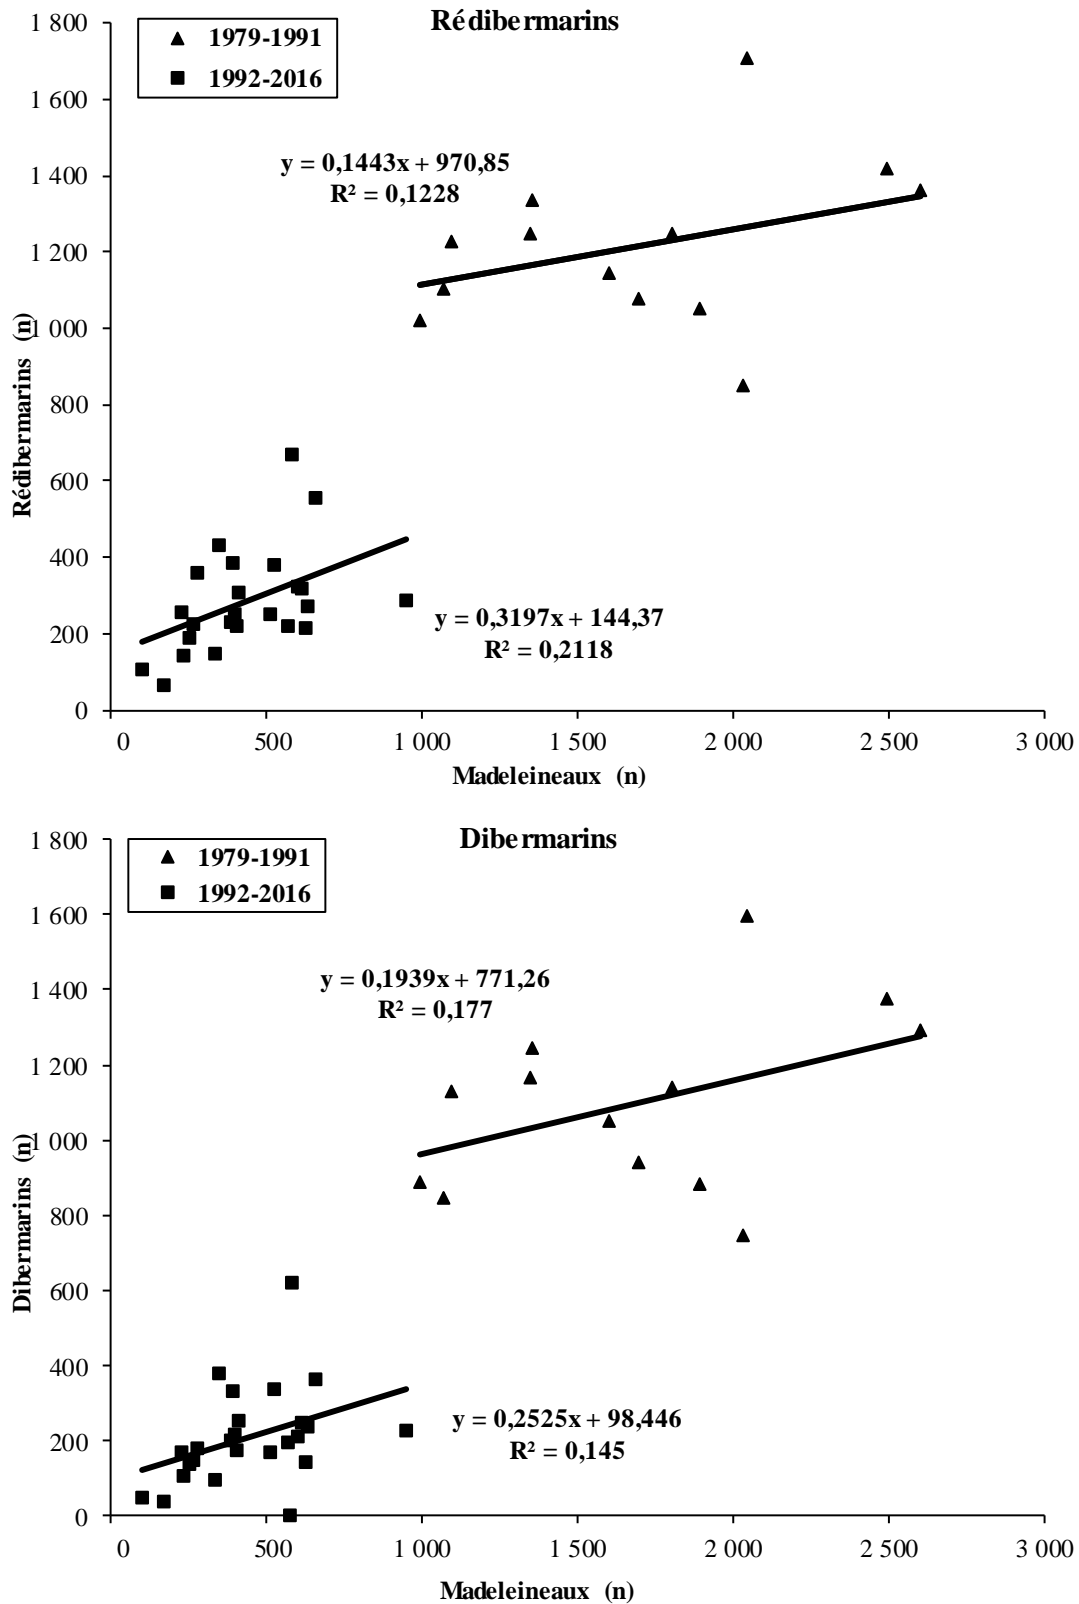 Rédibermarins
1979-1991
1992-2016
1 800
1 600
1 400
1 200
1 000
800
600
400
200
0
y = 0,1443x + 970,85
R² = 0,1228
y = 0,3197x + 144,37
R² = 0,2118
Rédibermarins (n)
0 500 1 000 1 500 2 000 2 500 3 000
Madeleineaux (n)
Dibermarins
1979-1991
1992-2016
1 800
1 600
1 400
1 200
1 000
800
600
400
200
0
y = 0,1939x + 771,26
R² = 0,177
y = 0,2525x + 98,446
R² = 0,145
Dibermarins (n)
0 500 1 000 1 500 2 000 2 500 3 000
Madeleineaux (n)